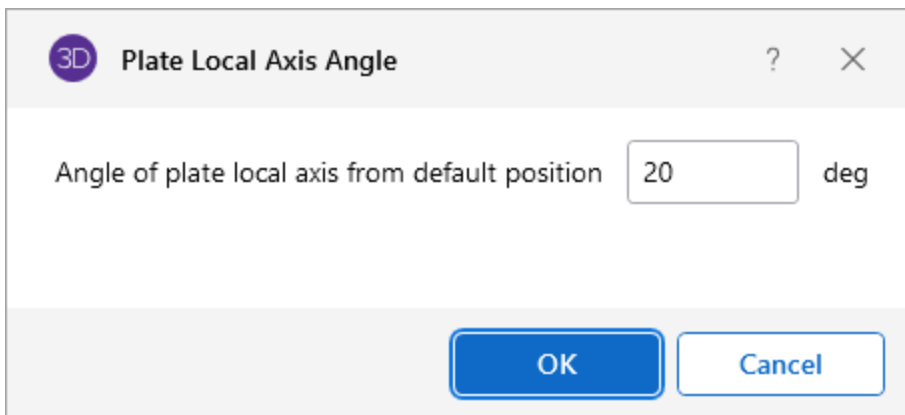 3D Plate Local Axis Angle ?
Angle of plate local axis from default position 20 deg
OK Cancel